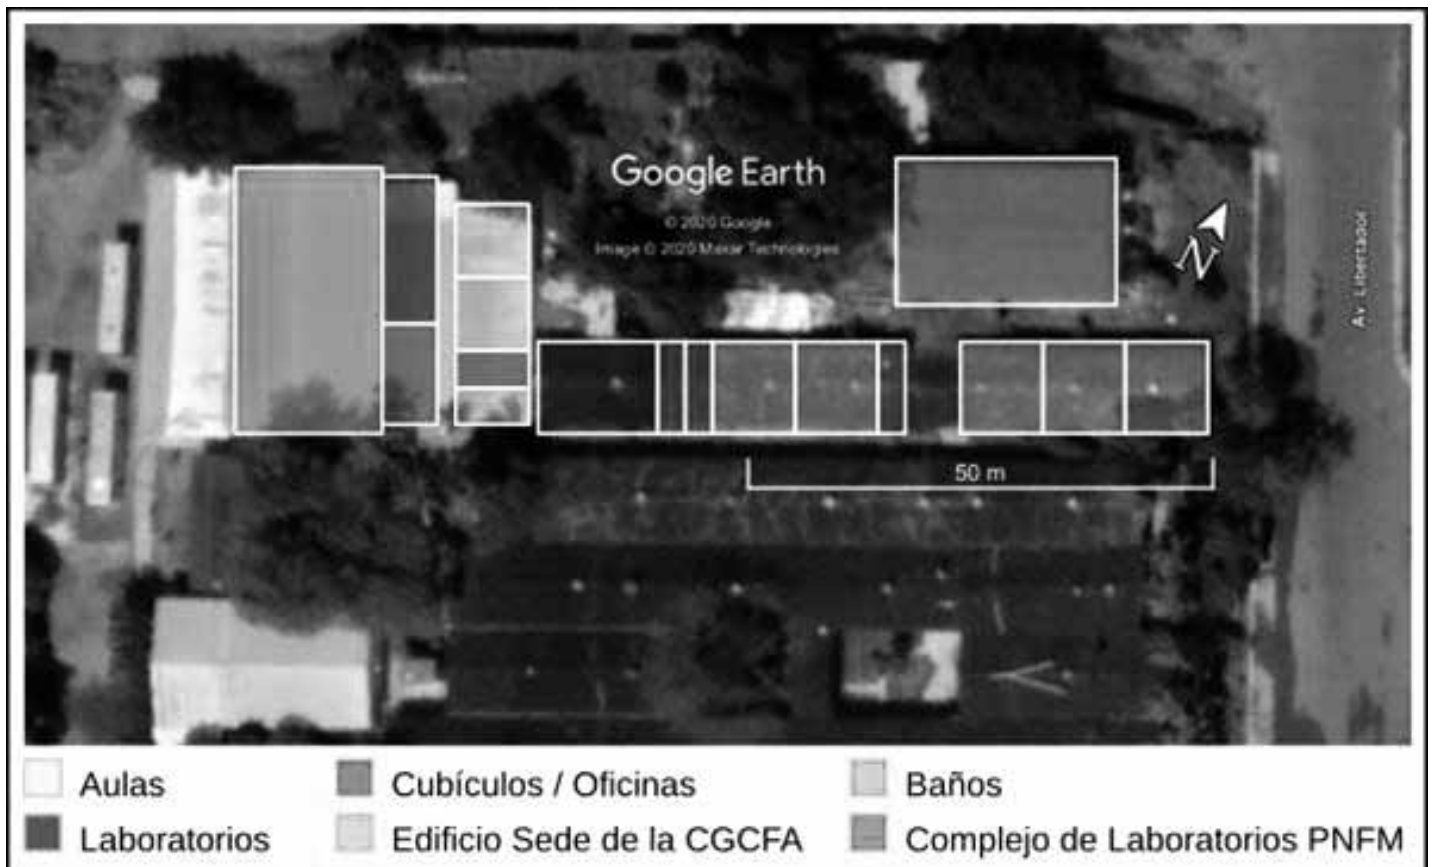 Google Earth
© 2020 Google
Image © 2020 Maxar Technologies
N
Av. Libertador
50 m
Aulas
Cubículos / Oficinas
Baños
Laboratorios
Edificio Sede de la CGCFA
Complejo de Laboratorios PNFM